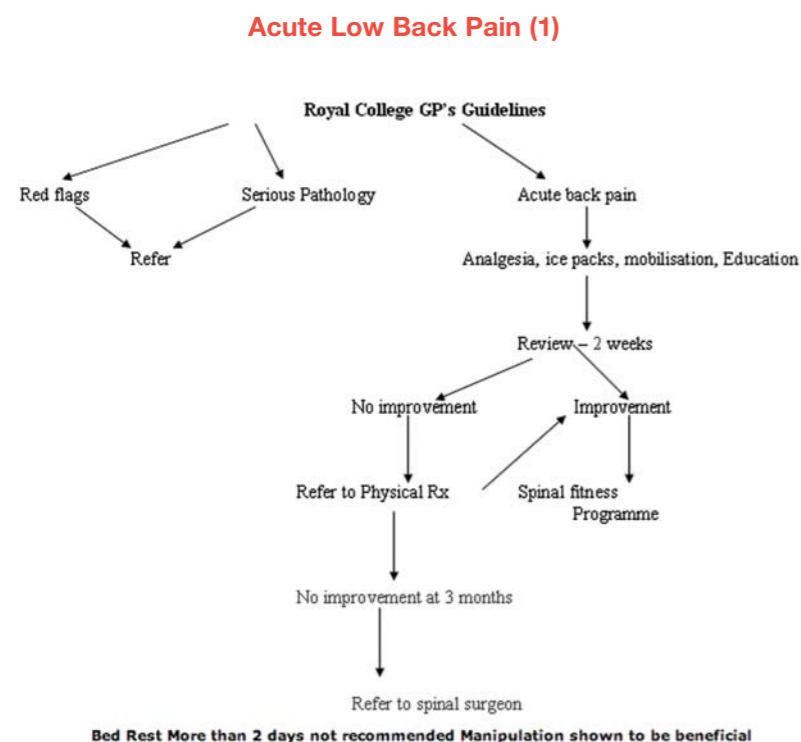 Acute Low Back Pain (1)
Royal College GP's Guidelines
Red flags
Serious Pathology
Acute back pain
Refer
Analgesia, ice packs, mobilisation, Education
Review – 2 weeks
No improvement
Improvement
Refer to Physical Rx
Spinal fitness
Programme
No improvement at 3 months
Refer to spinal surgeon
Bed Rest More than 2 days not recommended Manipulation shown to be beneficial